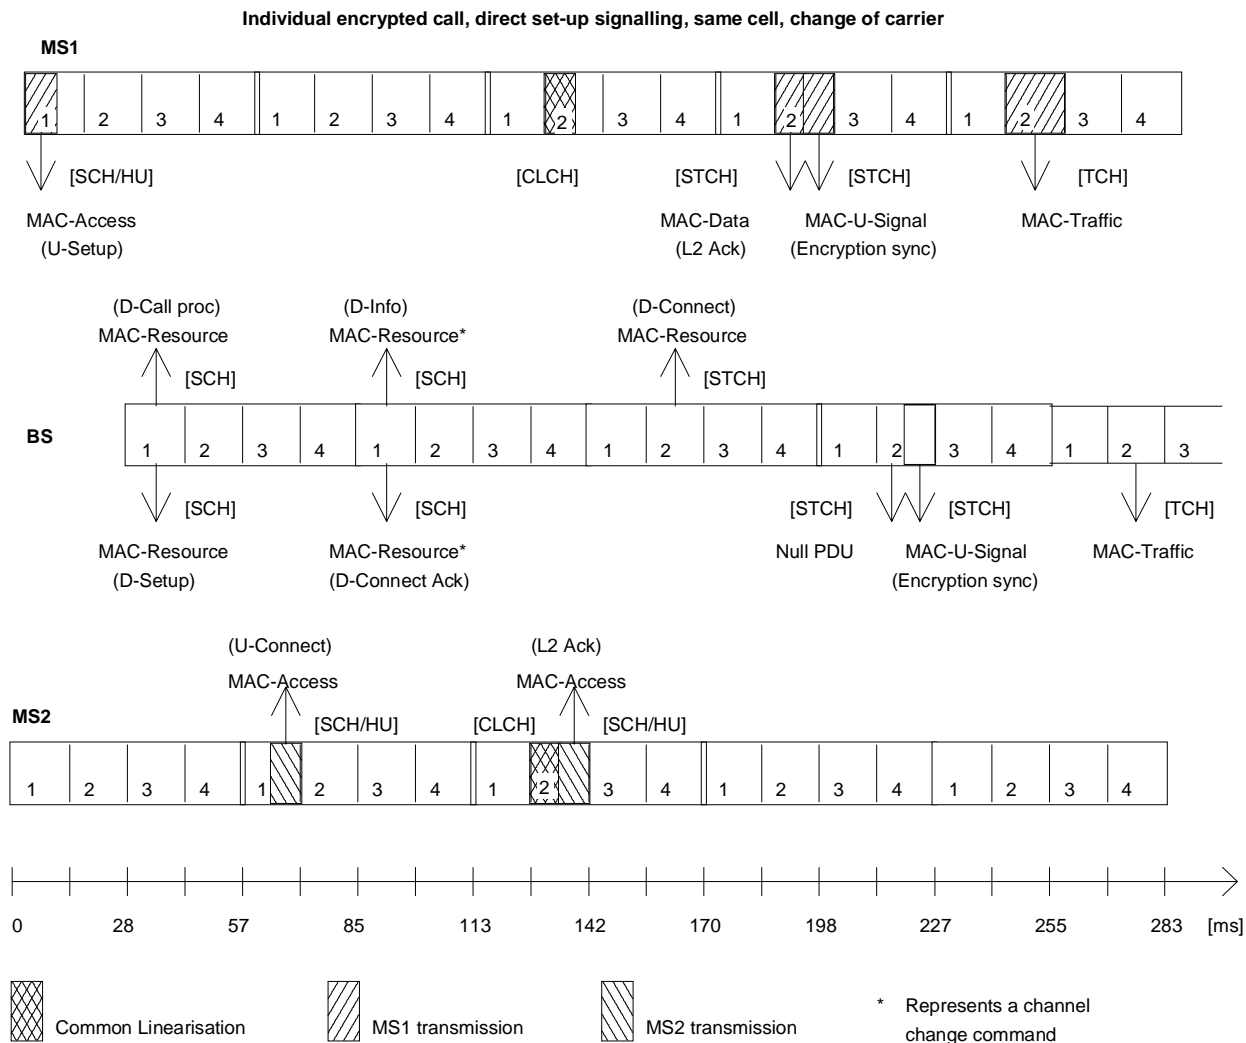 Individual encrypted call, direct set-up signalling, same cell, change of carrier
MS1
1 2 3 4 1 2 3 4 1 2 3 4 1 2 3 4 1 2 3 4
[SCH/HU] [CLCH] [STCH] [STCH] [TCH]
MAC-Access MAC-Data MAC-U-Signal MAC-Traffic
(U-Setup) (L2 Ack) (Encryption sync)
(D-Call proc) (D-Info) (D-Connect)
MAC-Resource MAC-Resource* MAC-Resource
[SCH] [SCH] [STCH]
BS
1 2 3 4 1 2 3 4 1 2 3 4 1 2 3 4 1 2 3
[SCH] [SCH] [STCH] [STCH] [TCH]
MAC-Resource MAC-Resource* Null PDU MAC-U-Signal MAC-Traffic
(D-Setup) (D-Connect Ack) (Encryption sync)
(U-Connect) (L2 Ack)
MAC-Access MAC-Access
MS2
[SCH/HU] [CLCH] [SCH/HU]
1 2 3 4 1 2 3 4 1 2 3 4 1 2 3 4 1 2 3 4
0 28 57 85 113 142 170 198 227 255 283 [ms]
Common Linearisation MS1 transmission MS2 transmission * Represents a channel
change command